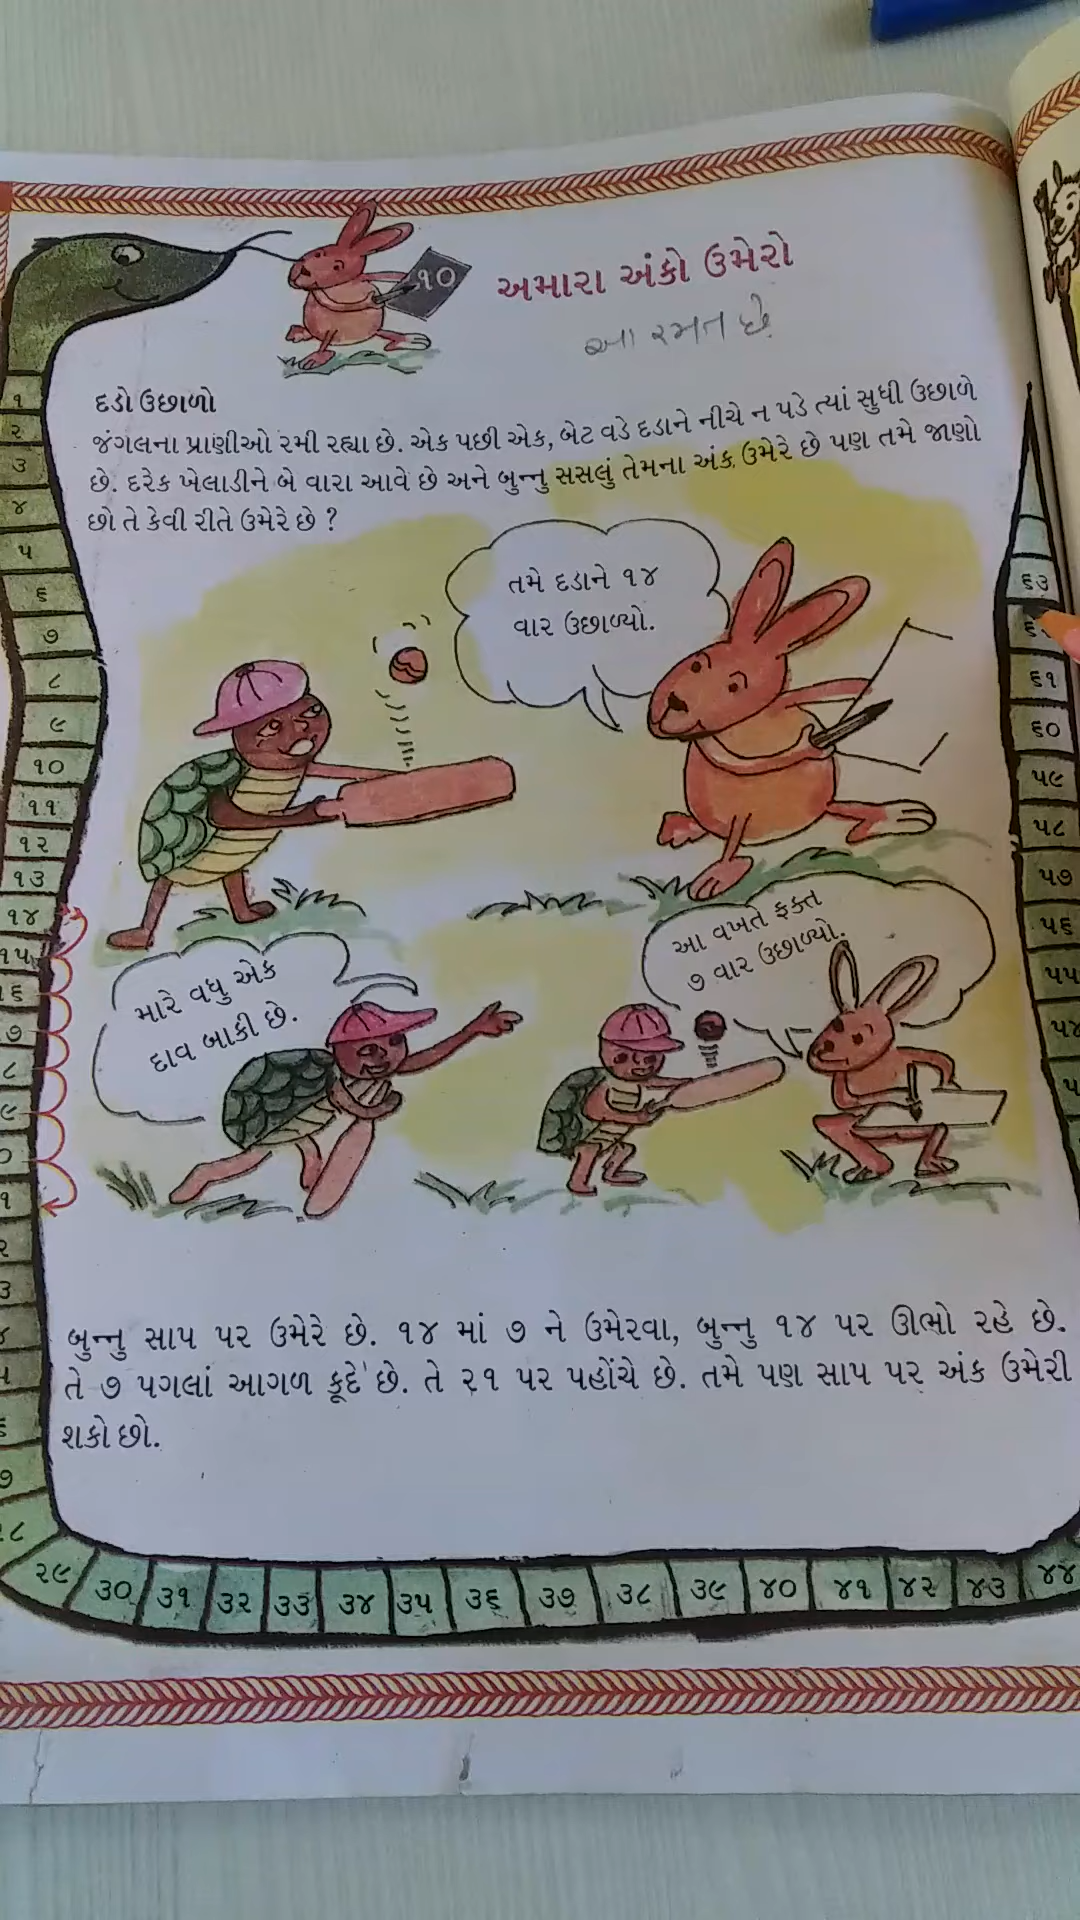 ૧૦
અમારા અંકો ઉમેરો
આ રમત છે
દડો ઉછાળો
જંગલના પ્રાણીઓ રમી રહ્યા છે. એક પછી એક, બેટ વડે દડાને નીચે ન પડે ત્યાં સુધી ઉછાળે
છે. દરેક ખેલાડીને બે વારા આવે છે અને બુન્નુ સસલું તેમના અંક ઉમેરે છે પણ તમે જાણો
છો તે કેવી રીતે ઉમેરે છે ?
તમે દડાને ૧૪
વાર ઉછાળ્યો.
મારે વધુ એક
દાવ બાકી છે.
આ વખત ફક્ત
૭ વાર ઉછાળ્યો.
બુન્નુ સાપ પર ઉમેરે છે. ૧૪ માં ૭ ને ઉમેરવા, બુન્નુ ૧૪ પર ઊભો રહે છે.
તે ૭ પગલાં આગળ કૂદે છે. તે ૨૧ પર પહોંચે છે. તમે પણ સાપ પર અંક ઉમેરી
શકો છો.
૧
૨
૩
૪
૫
૬
૭
૮
૯
૧૦
૧૧
૧૨
૧૩
૧૪
૧૫
૨૯ ૩૦ ૩૧ ૩૨ ૩૩ ૩૪ ૩૫ ૩૬ ૩૭ ૩૮ ૩૯ ૪૦ ૪૧ ૪૨ ૪૩ ૪૪
૬૩
૬૧
૬૦
૫૯
૫૮
૫૭
૫૬
૫૫
૫૪